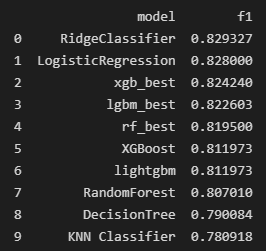 model f1
0 RidgeClassifier 0.829327
1 LogisticRegression 0.828000
2 xgb_best 0.824240
3 lgbm_best 0.822603
4 rf_best 0.819500
5 XGBoost 0.811973
6 lightgbm 0.811973
7 RandomForest 0.807010
8 DecisionTree 0.790084
9 KNN Classifier 0.780918